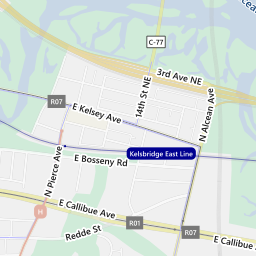 C-77
3rd Ave NE
R07
E Kelsey Ave
14th St NE
N Alcean Ave
Kelsbridge East Line
E Bosseny Rd
N Pierce Ave
H
E Callibue Ave
R01
E Callibue Ave
R07
Redde St